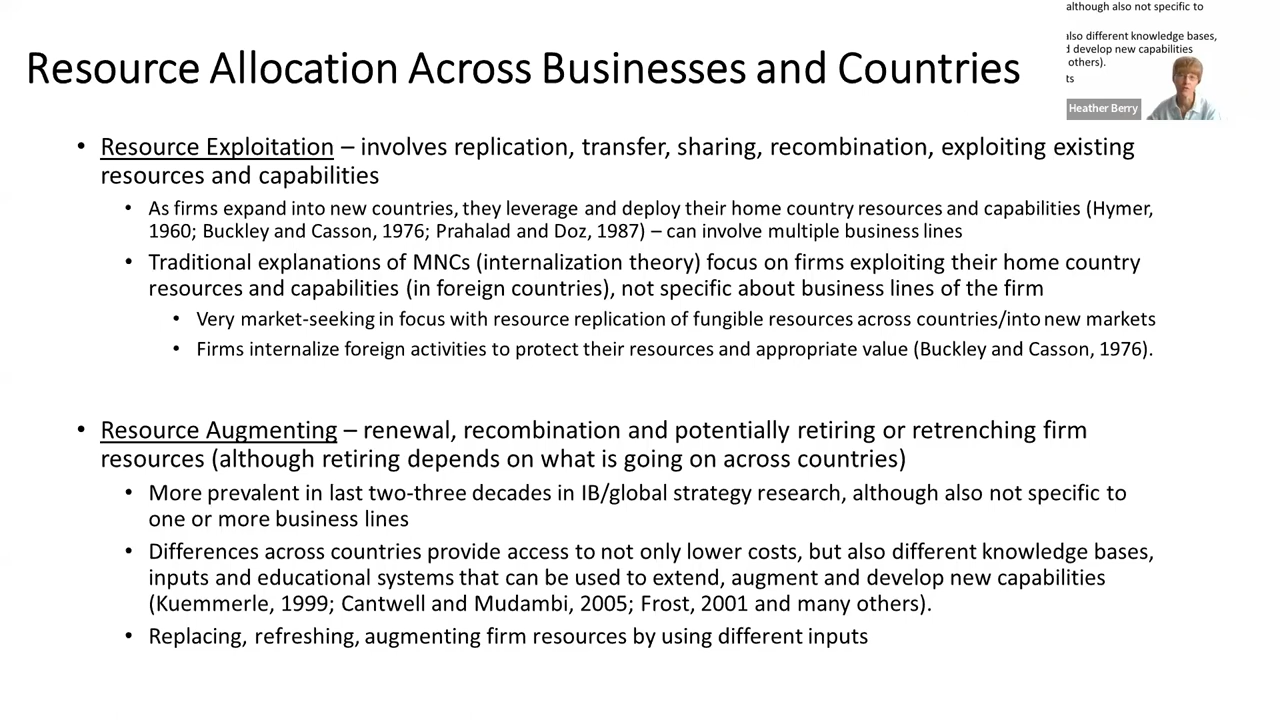 although also not specific to
also different knowledge bases,
d develop new capabilities
others).
ts
Heather Berry
Resource Allocation Across Businesses and Countries
• Resource Exploitation – involves replication, transfer, sharing, recombination, exploiting existing
resources and capabilities
• As firms expand into new countries, they leverage and deploy their home country resources and capabilities (Hymer,
1960; Buckley and Casson, 1976; Prahalad and Doz, 1987) – can involve multiple business lines
• Traditional explanations of MNCs (internalization theory) focus on firms exploiting their home country
resources and capabilities (in foreign countries), not specific about business lines of the firm
• Very market-seeking in focus with resource replication of fungible resources across countries/into new markets
• Firms internalize foreign activities to protect their resources and appropriate value (Buckley and Casson, 1976).
• Resource Augmenting – renewal, recombination and potentially retiring or retrenching firm
resources (although retiring depends on what is going on across countries)
• More prevalent in last two-three decades in IB/global strategy research, although also not specific to
one or more business lines
• Differences across countries provide access to not only lower costs, but also different knowledge bases,
inputs and educational systems that can be used to extend, augment and develop new capabilities
(Kuemmerle, 1999; Cantwell and Mudambi, 2005; Frost, 2001 and many others).
• Replacing, refreshing, augmenting firm resources by using different inputs